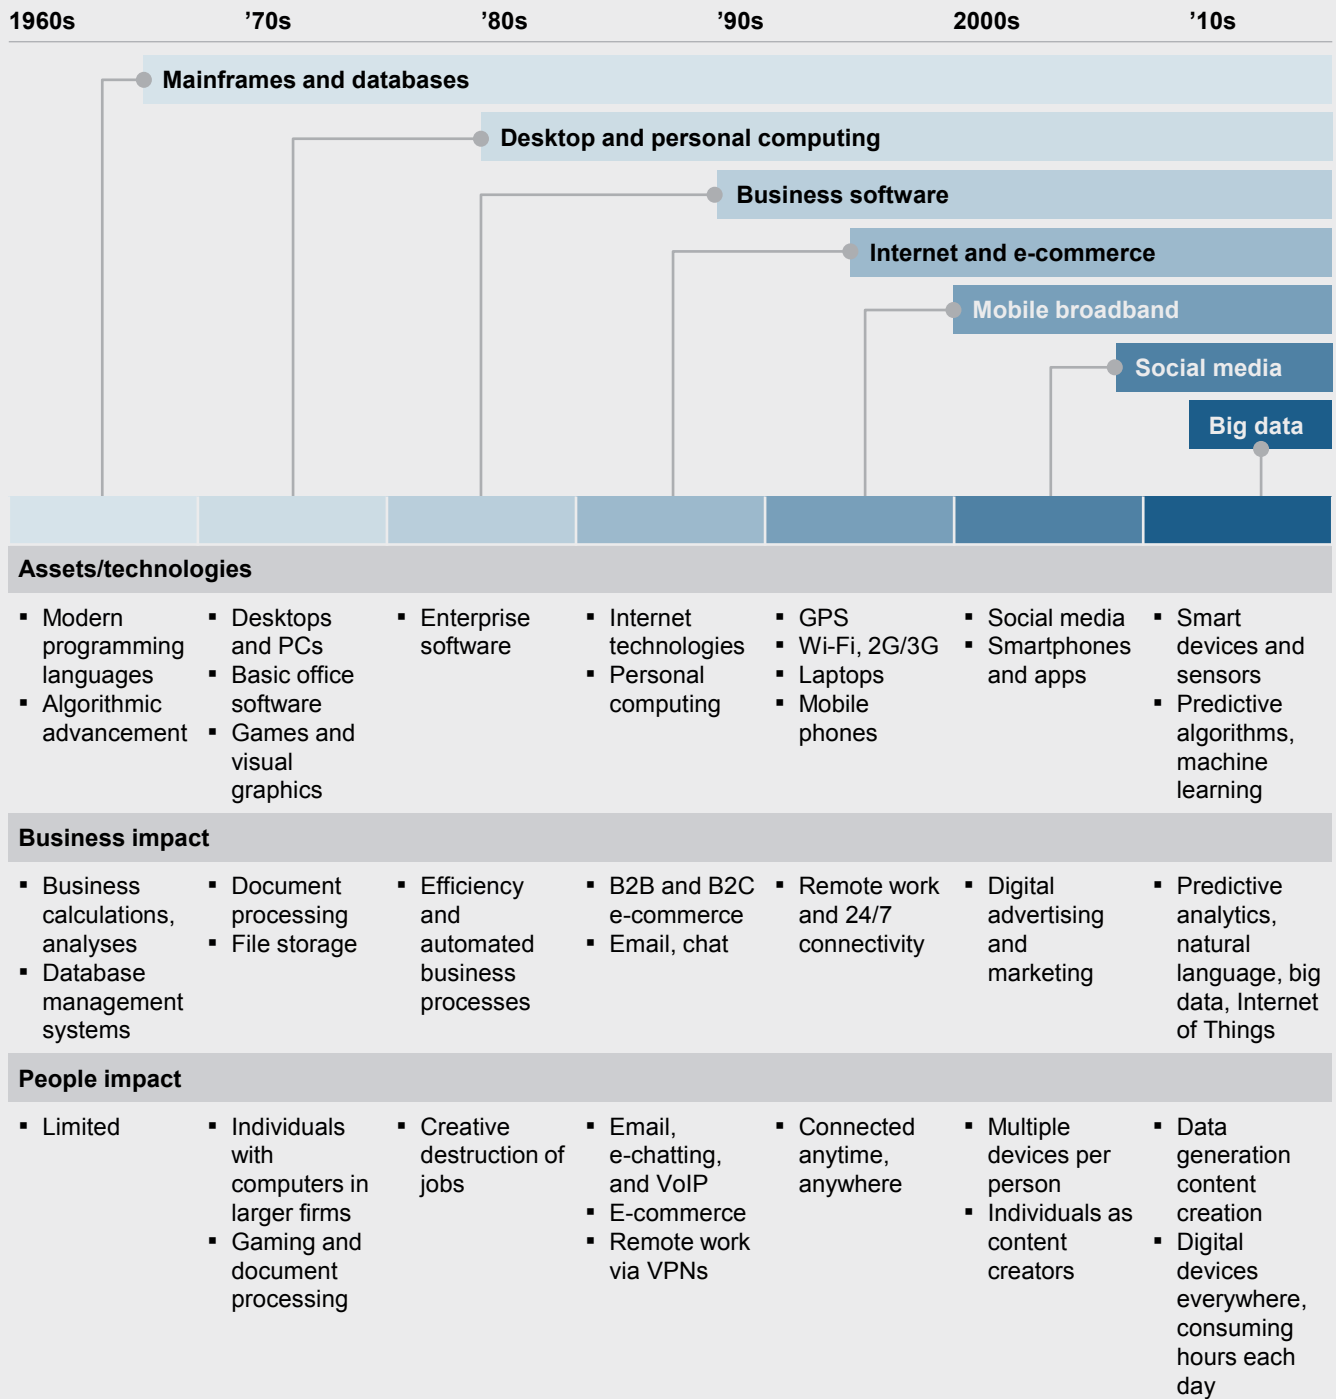 1960s ’70s ’80s ’90s 2000s ’10s
Mainframes and databases
Desktop and personal computing
Business software
Internet and e-commerce
Mobile broadband
Social media
Big data
Assets/technologies
▪ Modern
programming
languages
▪ Algorithmic
advancement
▪ Desktops
and PCs
▪ Basic office
software
▪ Games and
visual
graphics
▪ Enterprise
software
▪ Internet
technologies
▪ Personal
computing
▪ GPS
▪ Wi-Fi, 2G/3G
▪ Laptops
▪ Mobile
phones
▪ Social media
▪ Smartphones
and apps
▪ Smart
devices and
sensors
▪ Predictive
algorithms,
machine
learning
Business impact
▪ Business
calculations,
analyses
▪ Database
management
systems
▪ Document
processing
▪ File storage
▪ Efficiency
and
automated
business
processes
▪ B2B and B2C
e-commerce
▪ Email, chat
▪ Remote work
and 24/7
connectivity
▪ Digital
advertising
and
marketing
▪ Predictive
analytics,
natural
language, big
data, Internet
of Things
People impact
▪ Limited
▪ Individuals
with
computers in
larger firms
▪ Gaming and
document
processing
▪ Creative
destruction of
jobs
▪ Email,
e-chatting,
and VoIP
▪ E-commerce
▪ Remote work
via VPNs
▪ Connected
anytime,
anywhere
▪ Multiple
devices per
person
▪ Individuals as
content
creators
▪ Data
generation
content
creation
▪ Digital
devices
everywhere,
consuming
hours each
day